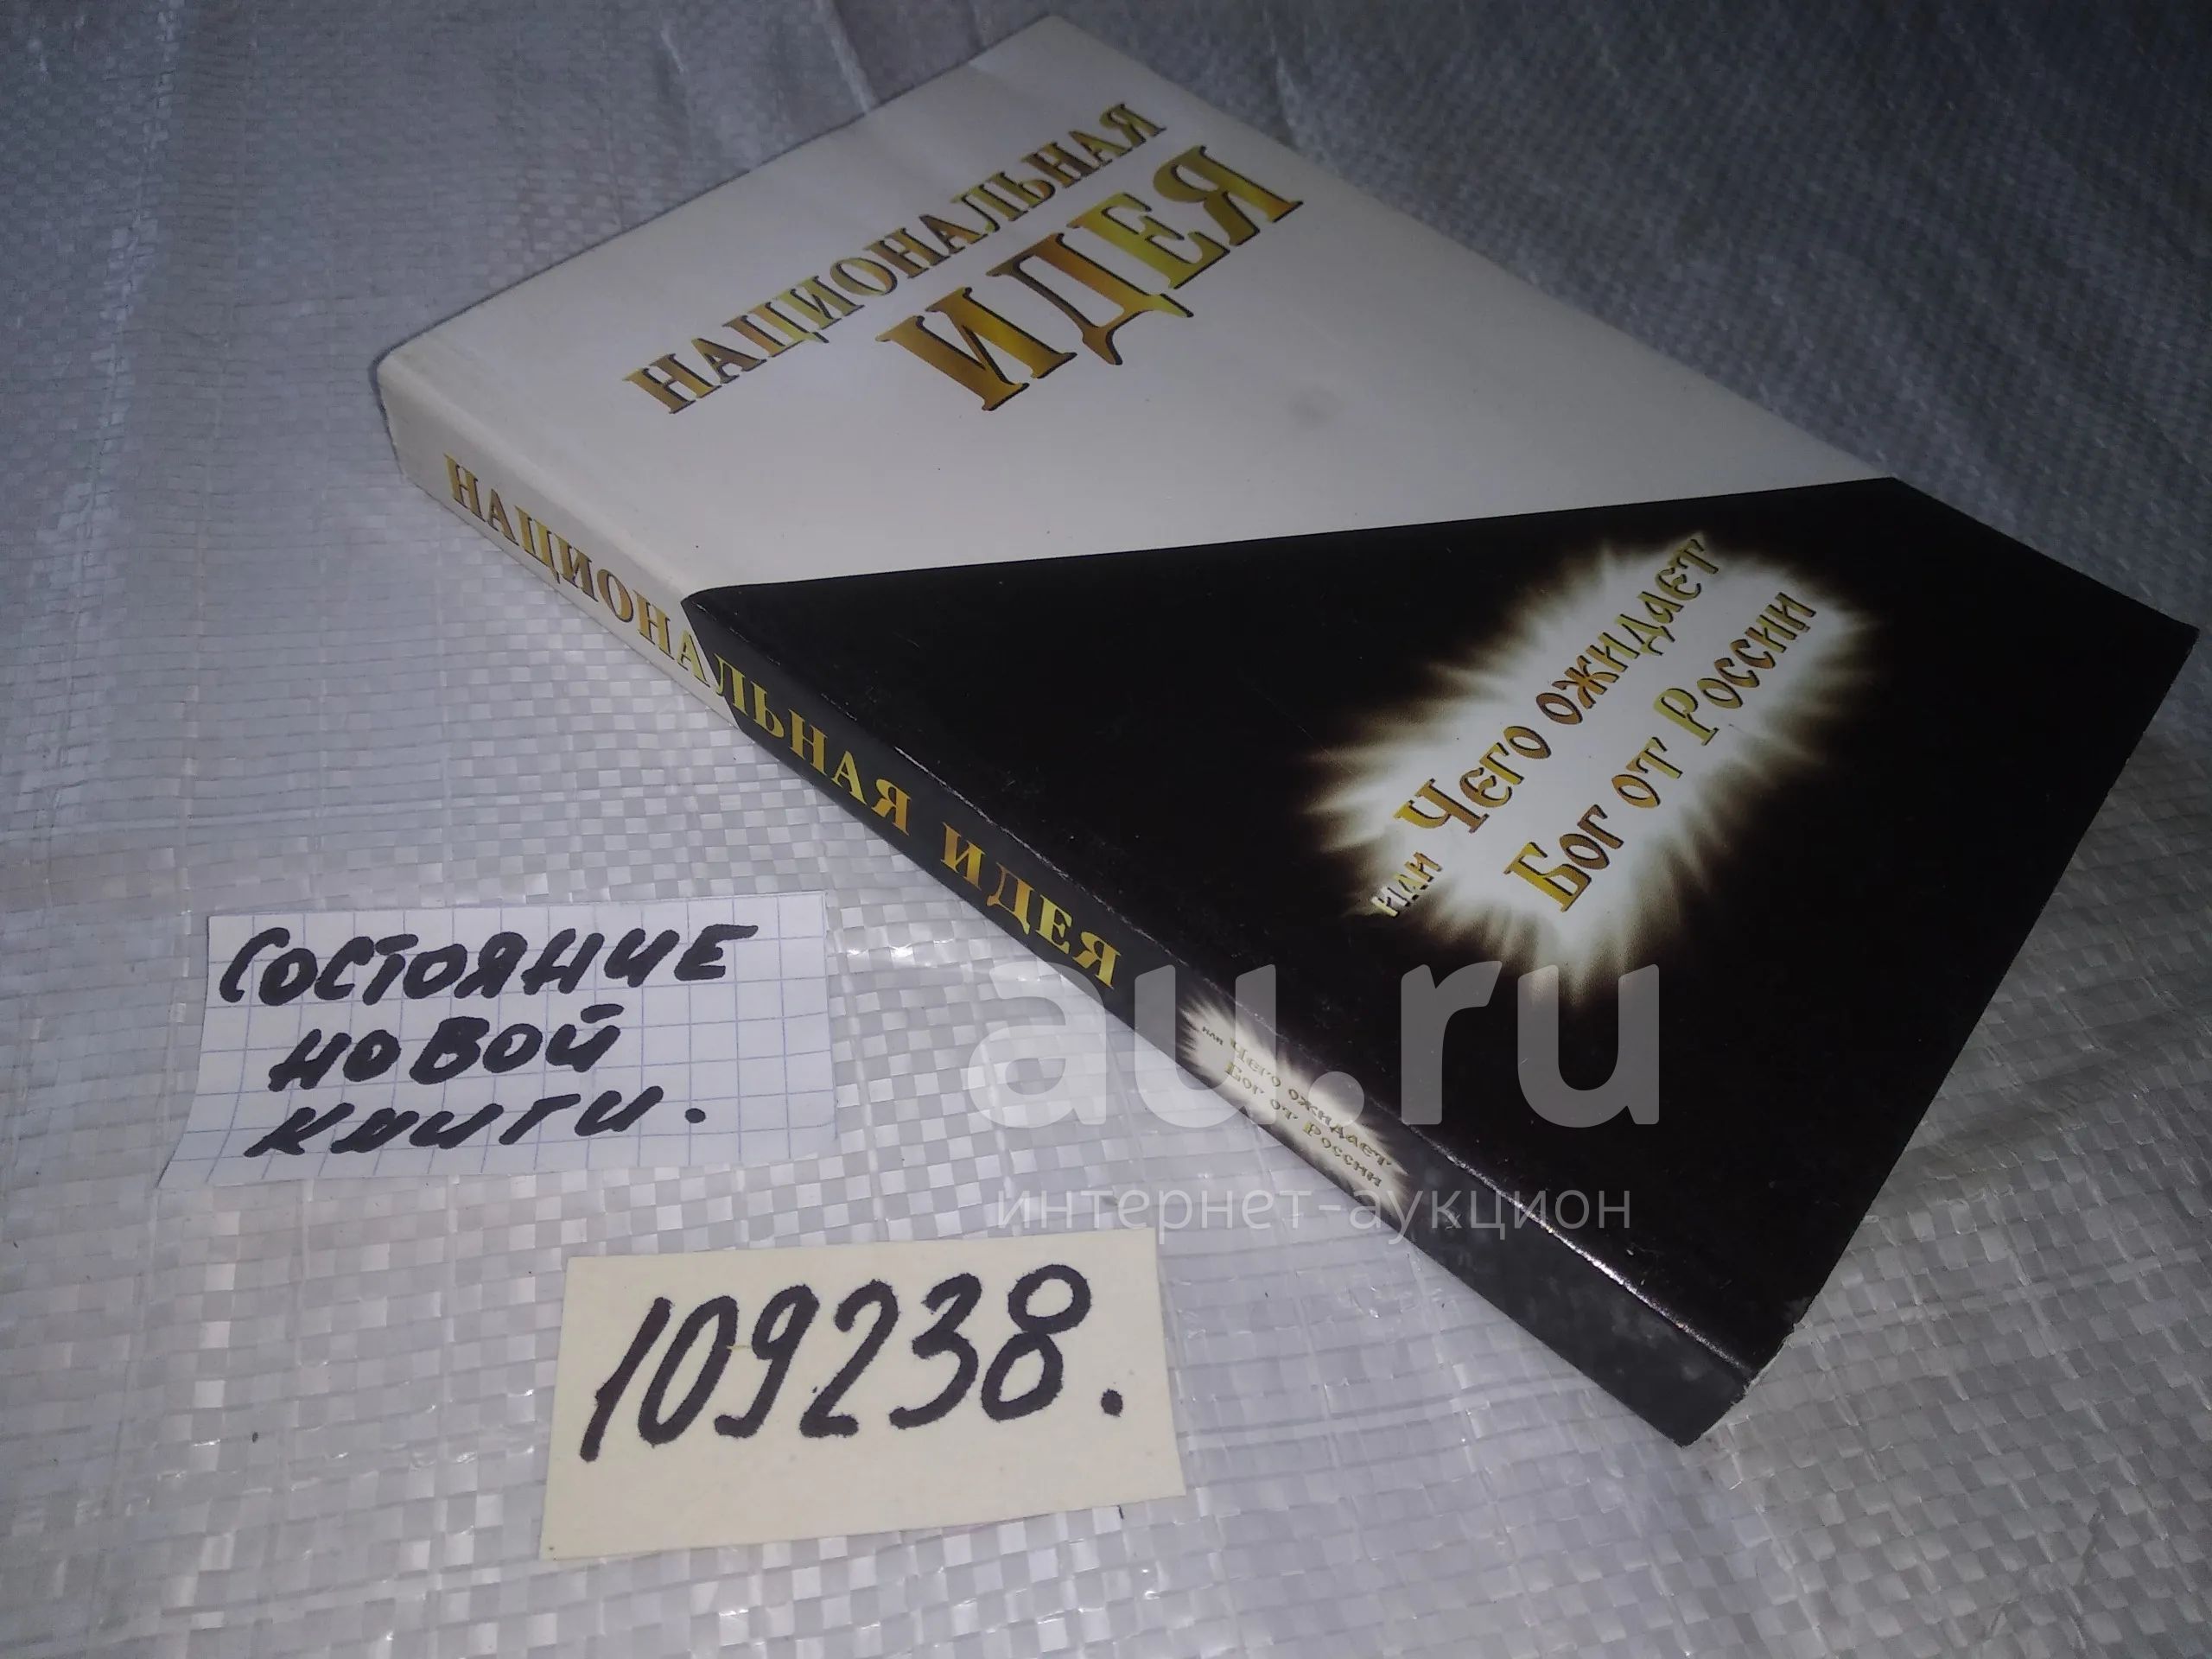 НАЦИОНАЛЬНАЯ
ИДЕЯ
или Чего ожидает
Бог от России
НАЦИОНАЛЬНАЯ ИДЕЯ
или Чего ожидает
Бог от России
СОСТОЯНИЕ
НОВОЙ
КНИГИ.
109238.
au.ru
интернет-аукцион